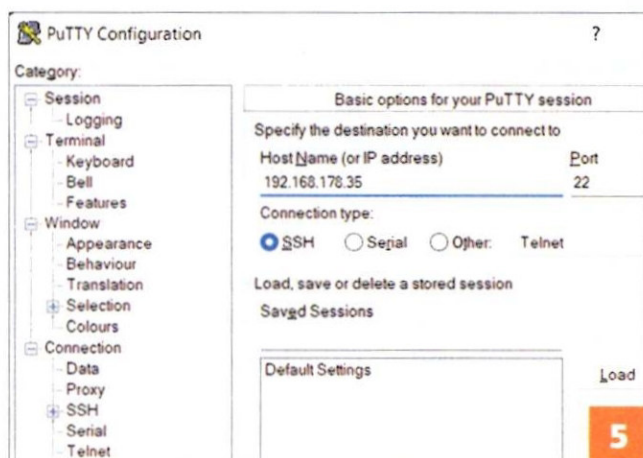 PuTTY Configuration
?
Category:
Session
Logging
Terminal
Keyboard
Bell
Features
Window
Appearance
Behaviour
Translation
Selection
Colours
Connection
Data
Proxy
SSH
Serial
Telnet
Basic options for your PuTTY session
Specify the destination you want to connect to
Host Name (or IP address) Port
192.168.178.35 22
Connection type:
SSH Serial Other: Telnet
Load, save or delete a stored session
Saved Sessions
Default Settings
Load
5